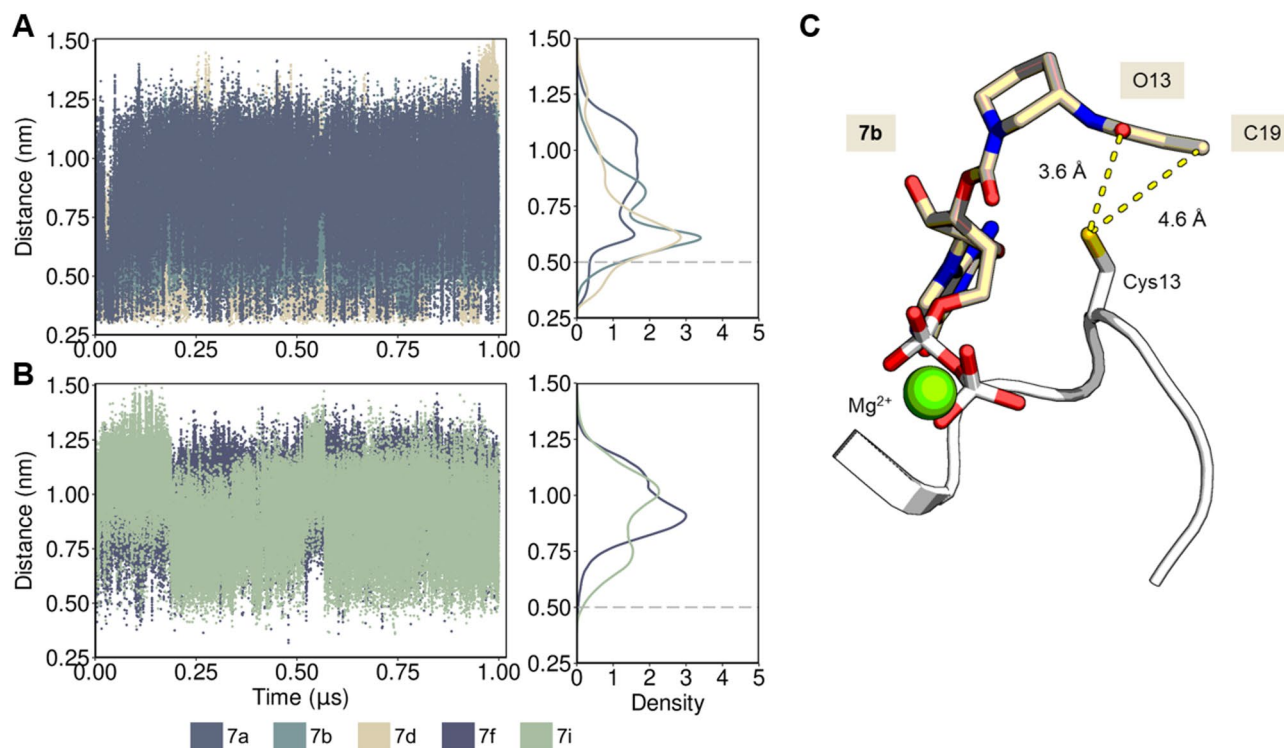 A
1.50
1.25
1.00
0.75
0.50
0.25
Distance (nm)
0.00 0.25 0.50 0.75 1.00
1.50
1.25
1.00
0.75
0.50
0.25
0 1 2 3 4 5
B
1.50
1.25
1.00
0.75
0.50
0.25
Distance (nm)
0.00 0.25 0.50 0.75 1.00
Time (µs)
1.50
1.25
1.00
0.75
0.50
0.25
0 1 2 3 4 5
Density
7a 7b 7d 7f 7i
C
O13
7b
C19
3.6 Å
4.6 Å
Cys13
Mg²⁺